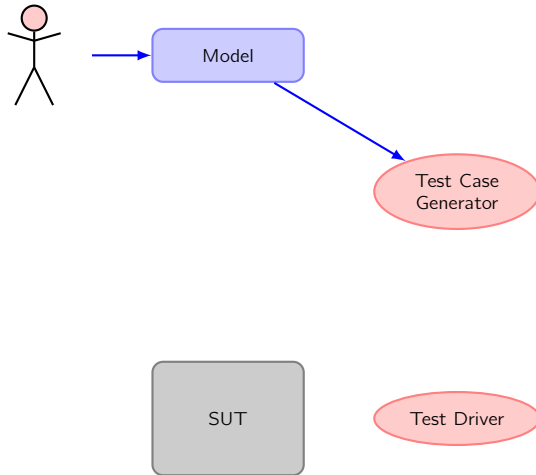 Model
Test Case
Generator
SUT
Test Driver